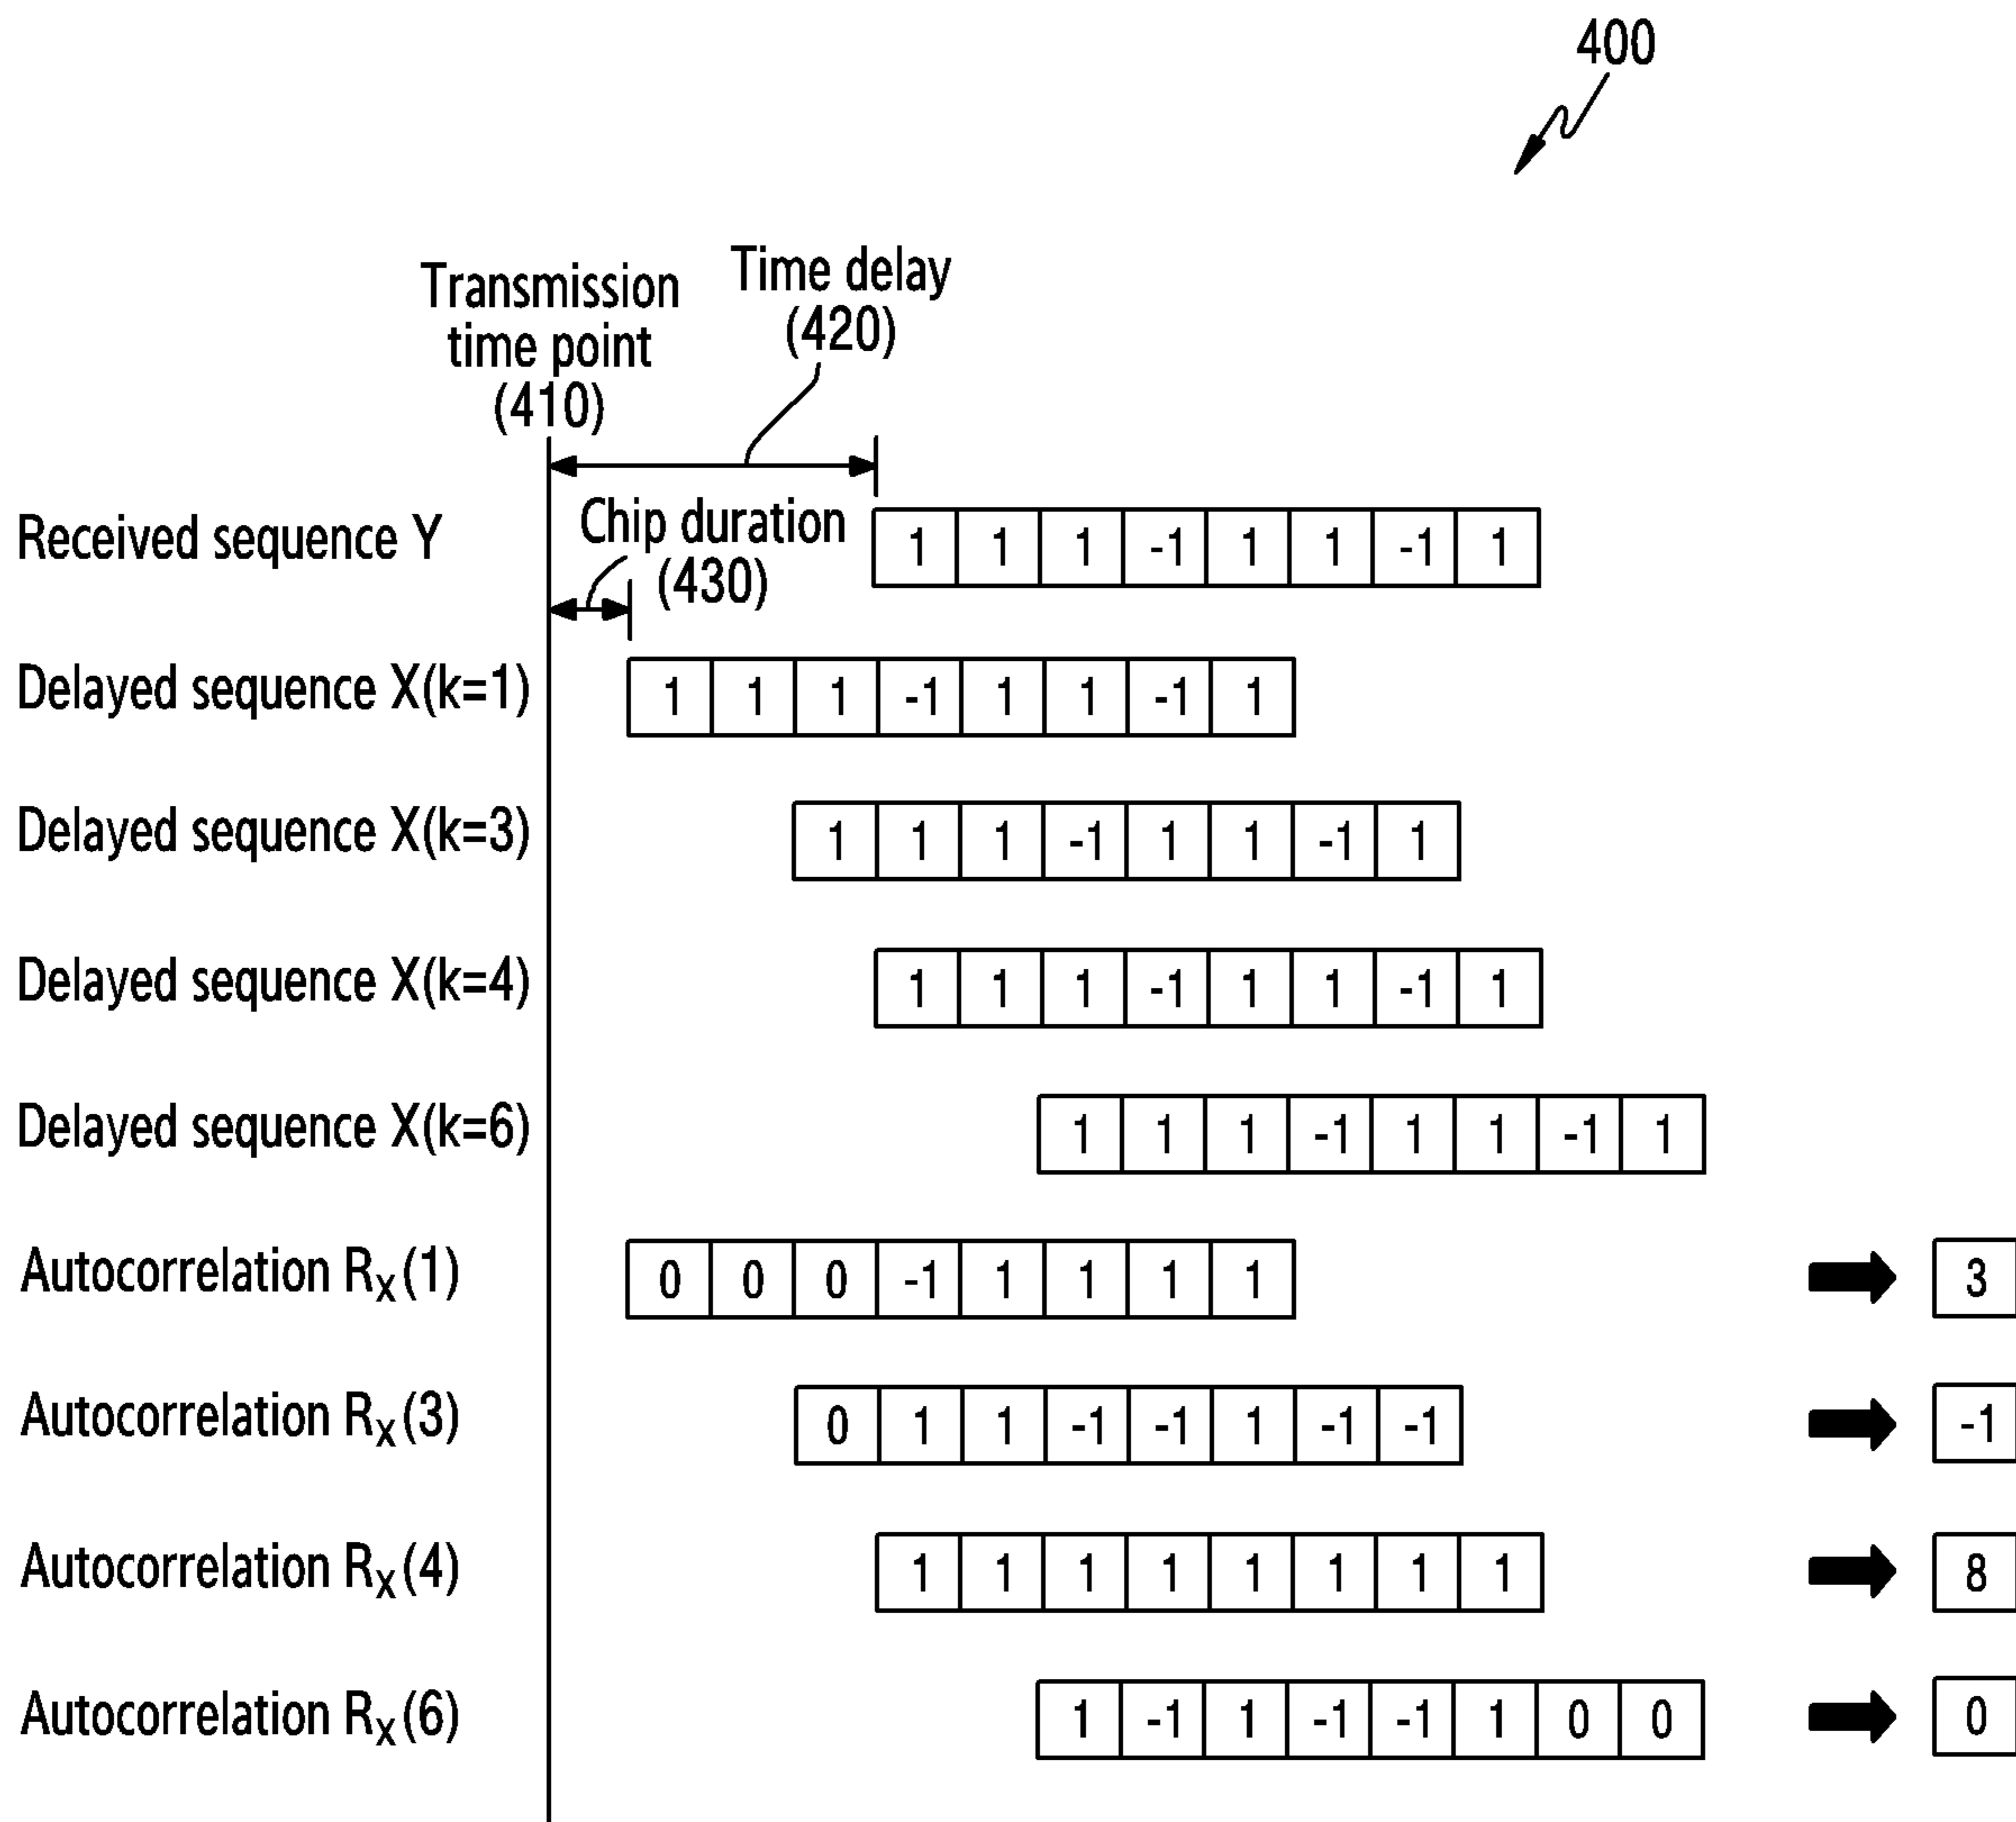 400
Transmission
time point
(410)
Time delay
(420)
Chip duration
(430)
Received sequence Y 1 1 1 -1 1 1 -1 1
Delayed sequence X(k=1) 1 1 1 -1 1 1 -1 1
Delayed sequence X(k=3) 1 1 1 -1 1 1 -1 1
Delayed sequence X(k=4) 1 1 1 -1 1 1 -1 1
Delayed sequence X(k=6) 1 1 1 -1 1 1 -1 1
Autocorrelation RX(1) 0 0 0 -1 1 1 1 1 3
Autocorrelation RX(3) 0 1 1 -1 -1 1 -1 -1 -1
Autocorrelation RX(4) 1 1 1 1 1 1 1 1 8
Autocorrelation RX(6) 1 -1 1 -1 -1 1 0 0 0